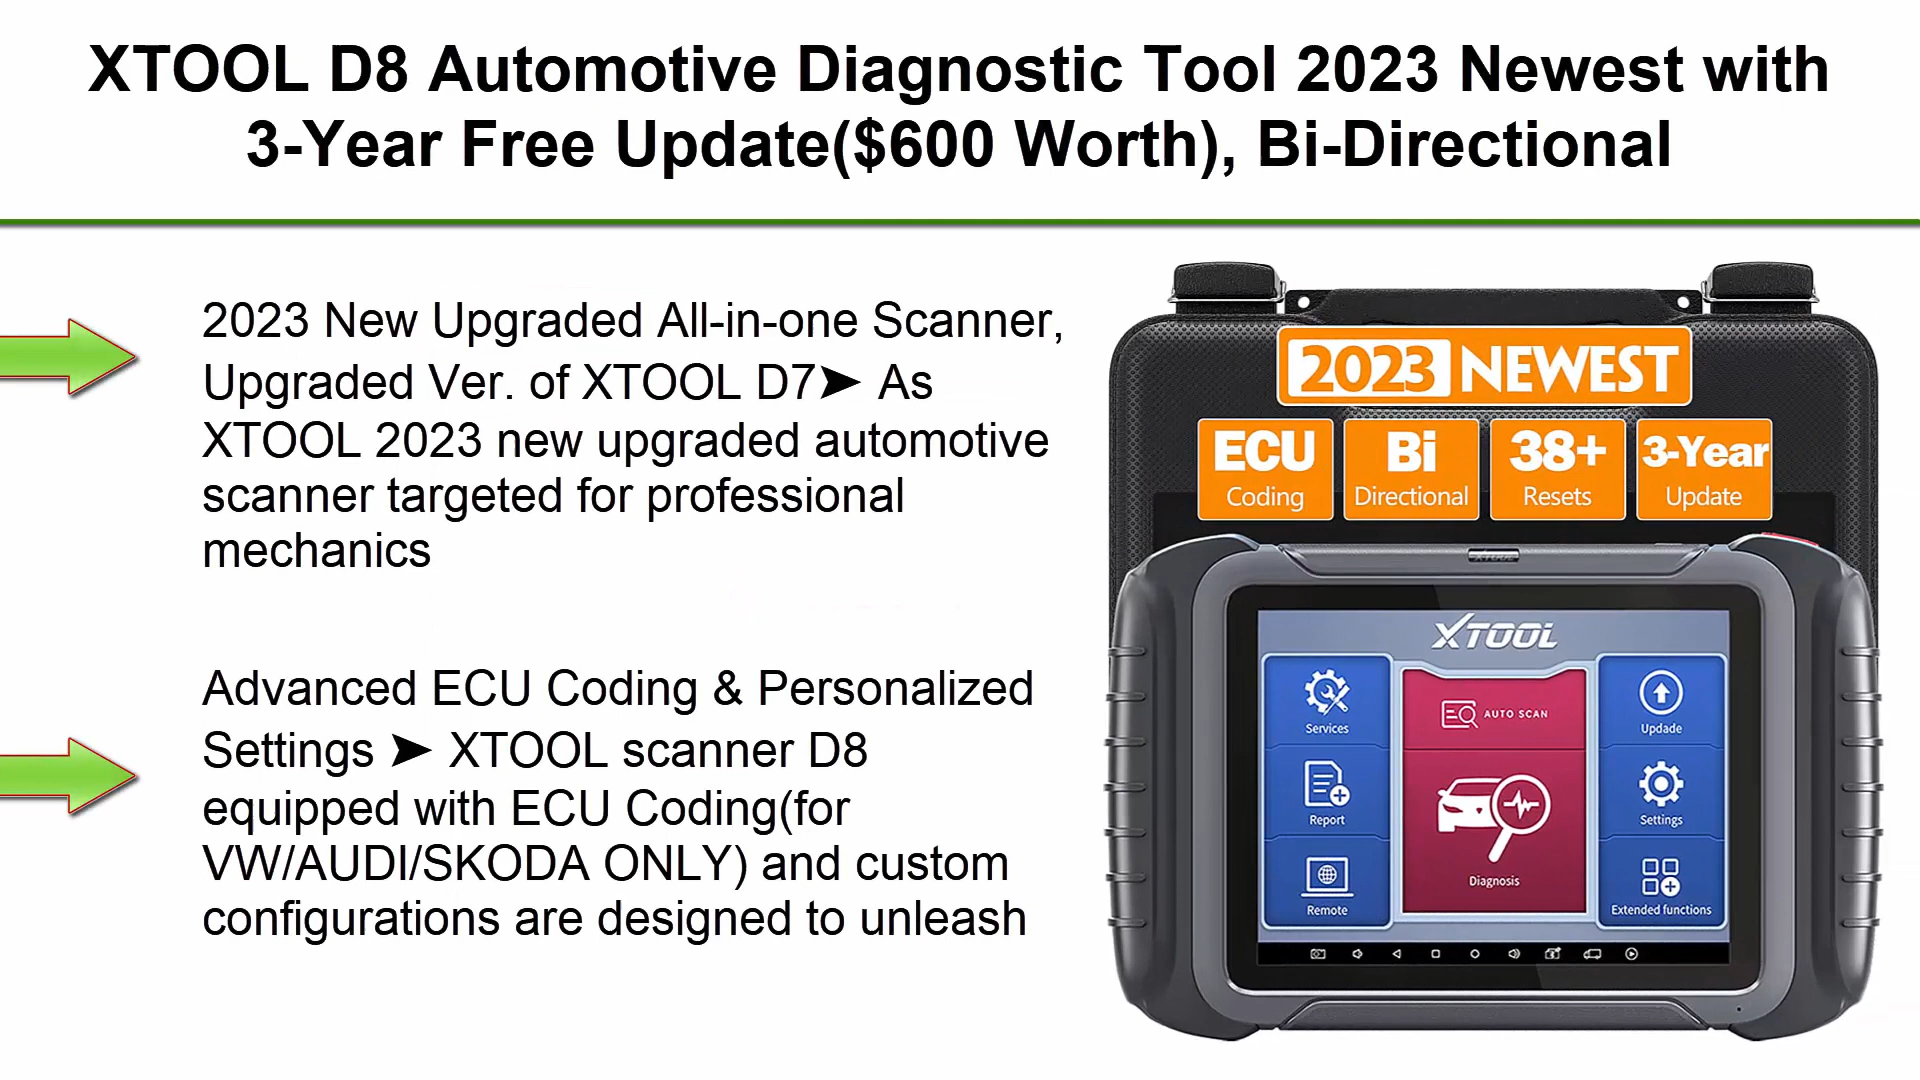 XTOOL D8 Automotive Diagnostic Tool 2023 Newest with
3-Year Free Update($600 Worth), Bi-Directional
2023 New Upgraded All-in-one Scanner,
Upgraded Ver. of XTOOL D7➤ As
XTOOL 2023 new upgraded automotive
scanner targeted for professional
mechanics
Advanced ECU Coding & Personalized
Settings ➤ XTOOL scanner D8
equipped with ECU Coding(for
VW/AUDI/SKODA ONLY) and custom
configurations are designed to unleash
2023 NEWEST
ECU Coding
Bi Directional
38+ Resets
3-Year Update
XTOOL
XTOOL
Services
AUTO SCAN
Updade
Report
Diagnosis
Settings
Remote
Extended functions